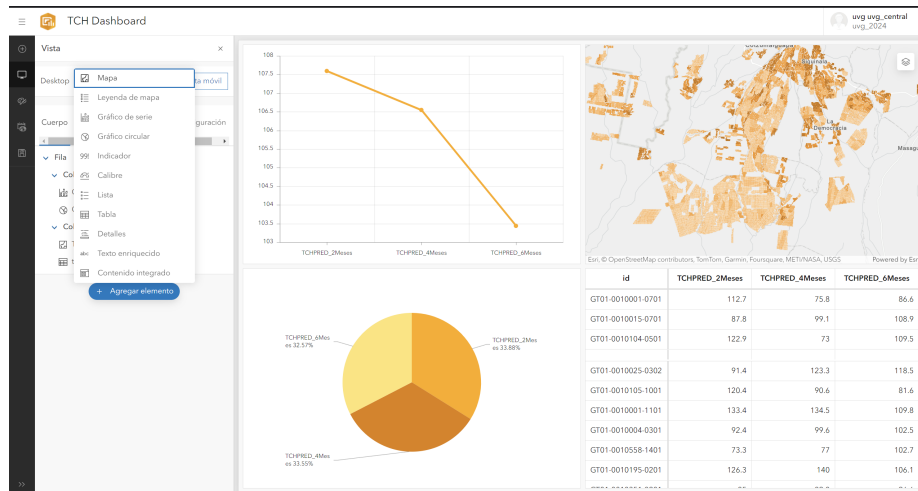 TCH Dashboard
uvg uvg_central
uvg_2024
Vista
×
Desktop
ta móvil
Mapa
Leyenda de mapa
Gráfico de serie
Gráfico circular
991 Indicador
Calibre
Lista
Tabla
Detalles
abc Texto enriquecido
Contenido integrado
Cuerpo
guración
Fila
Col
Col
+ Agregar elemento
108
107.5
107
106.5
106
105.5
105
104.5
104
103.5
103
TCHPRED_2Meses
TCHPRED_4Meses
TCHPRED_6Meses
Siquinalá
La
Democracia
Masaga
Esri, © OpenStreetMap contributors, TomTom, Garmin, Foursquare, METI/NASA, USGS
Powered by Esri
TCHPRED_6Mes
es 32.57%
TCHPRED_2Mes
es 33.88%
TCHPRED_4Mes
es 33.55%
id TCHPRED_2Meses TCHPRED_4Meses TCHPRED_6Meses
GT01-0010001-0701 112.7 75.8 86.6
GT01-0010015-0701 87.8 99.1 108.9
GT01-0010104-0501 122.9 73 109.5
GT01-0010025-0302 91.4 123.3 118.5
GT01-0010105-1001 120.4 90.6 81.6
GT01-0010001-1101 133.4 134.5 109.8
GT01-0010004-0301 92.4 99.6 102.5
GT01-0010558-1401 73.3 77 102.7
GT01-0010195-0201 126.3 140 106.1